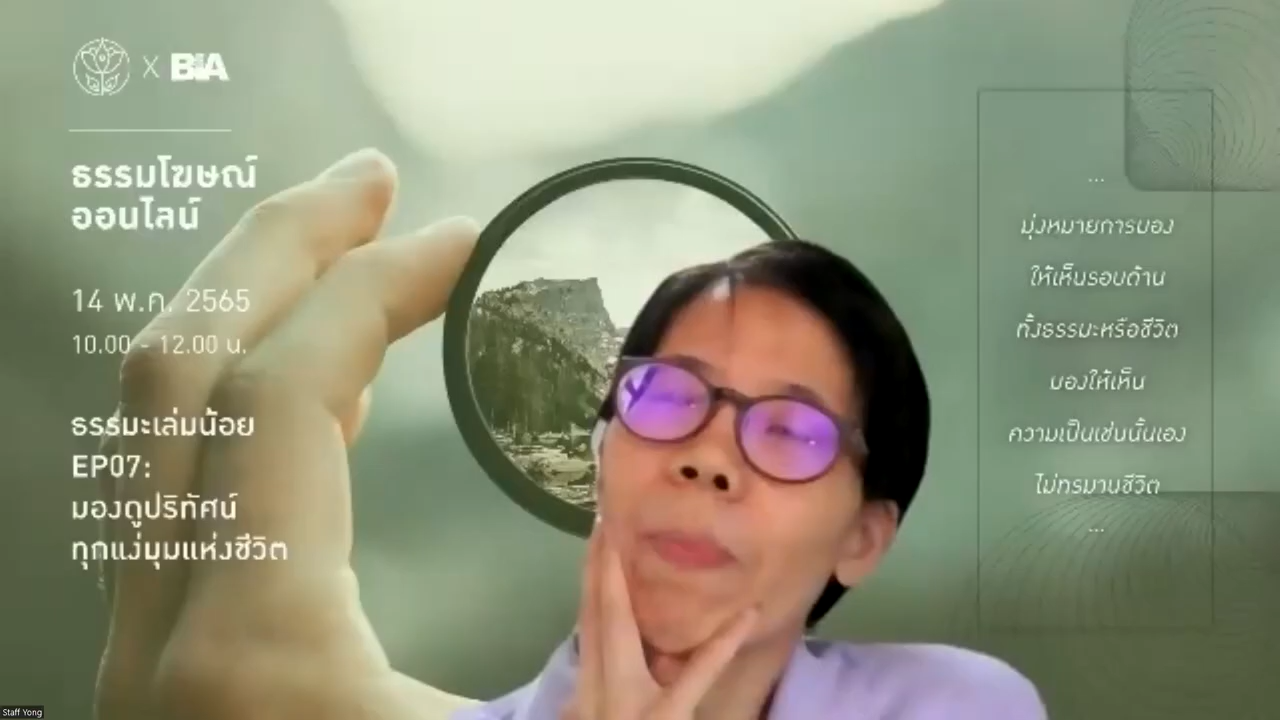 X BIA
ธรรมโฆษณ์
ออนไลน์
14 พ.ค. 2565
10.00 - 12.00 น.
ธรรมะเล่มน้อย
EP07:
มองดูปริทัศน์
ทุกแง่มุมแห่งชีวิต
...
มุ่งหมายการมอง
ให้เห็นรอบด้าน
ทั้งธรรมะหรือชีวิต
มองให้เห็น
ความเป็นเช่นนั้นเอง
ไม่ทรมานชีวิต
...
Staff Yong